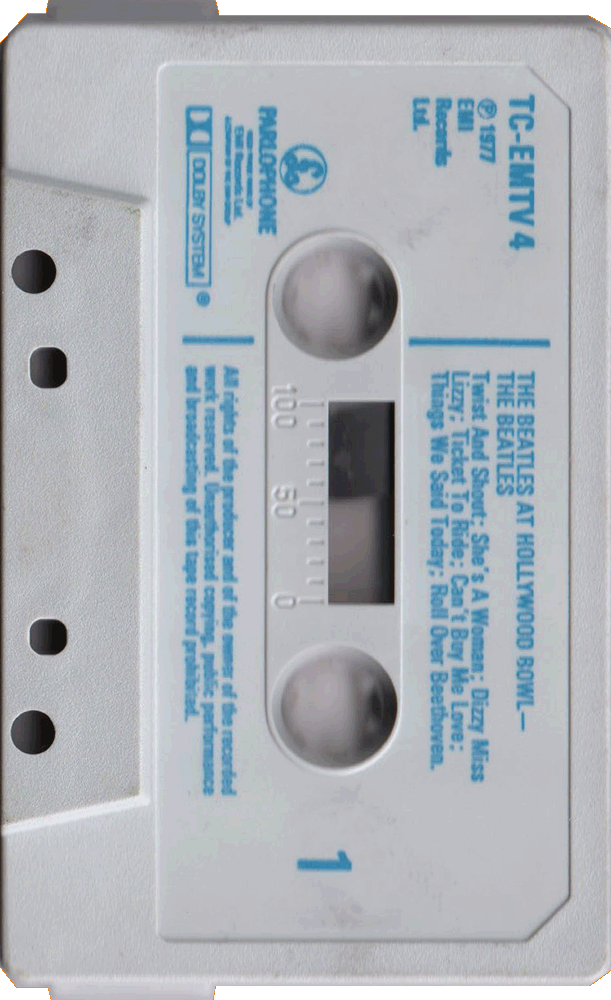 TC-EMTV 4
℗ 1977
EMI
Records
Ltd.
THE BEATLES AT HOLLYWOOD BOWL—
THE BEATLES
Twist And Shout; She's A Woman; Dizzy Miss
Lizzy; Ticket To Ride; Can't Buy Me Love;
Things We Said Today; Roll Over Beethoven.
£
PARLOPHONE
EMI Records Ltd.
100 50 0
1
DOLBY SYSTEM ®
All rights of the producer and of the owner of the recorded
work reserved. Unauthorised copying, public performance
and broadcasting of this tape record prohibited.